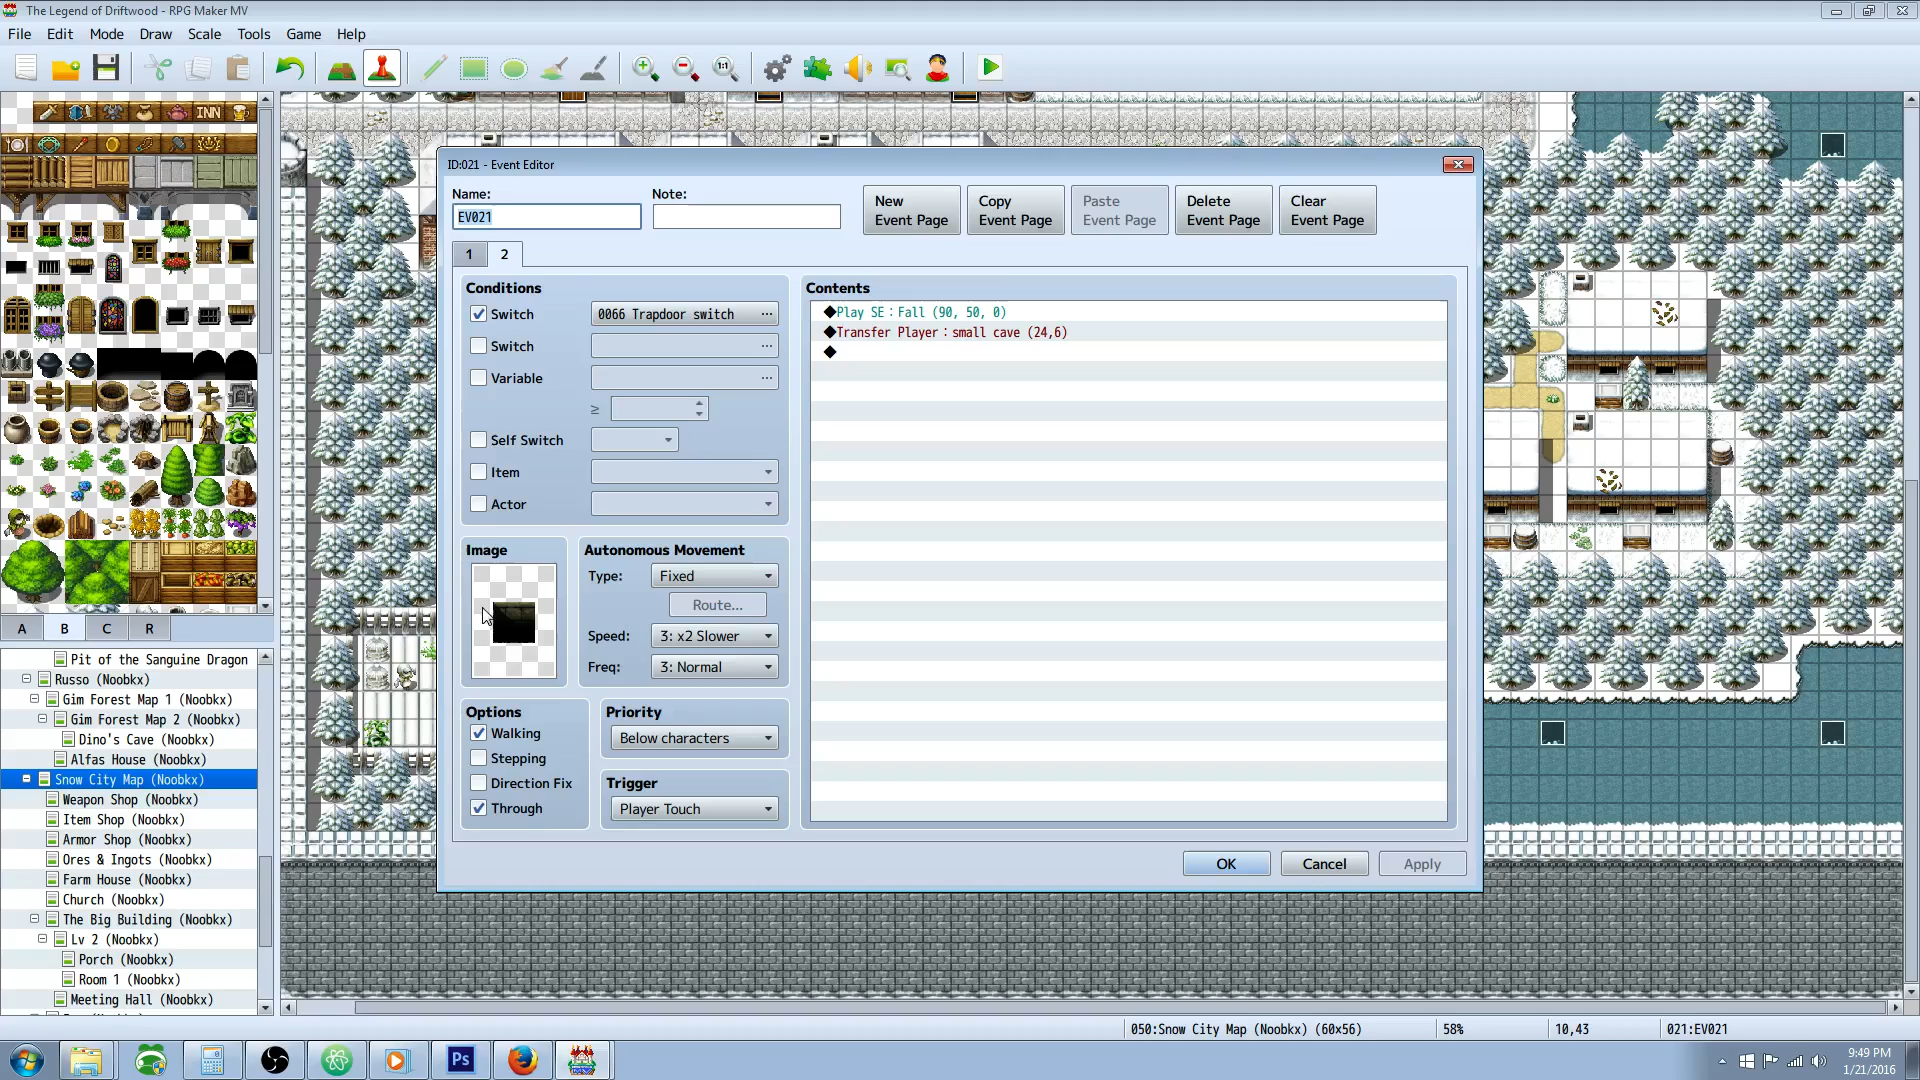 The Legend of Driftwood - RPG Maker MV
File Edit Mode Draw Scale Tools Game Help
1:1
INN
ID:021 - Event Editor
Name: Note:
EV021
New Event Page
Copy Event Page
Paste Event Page
Delete Event Page
Clear Event Page
1 2
Conditions
Switch 0066 Trapdoor switch ...
Switch ...
Variable ...
≥
Self Switch
Item
Actor
Contents
◆Play SE：Fall (90, 50, 0)
◆Transfer Player：small cave (24,6)
◆
Image
Autonomous Movement
Type: Fixed
Route...
Speed: 3: x2 Slower
Freq: 3: Normal
Options
Walking
Stepping
Direction Fix
Through
Priority
Below characters
Trigger
Player Touch
OK Cancel Apply
A B C R
Pit of the Sanguine Dragon
Russo (Noobkx)
Gim Forest Map 1 (Noobkx)
Gim Forest Map 2 (Noobkx)
Dino's Cave (Noobkx)
Alfas House (Noobkx)
Snow City Map (Noobkx)
Weapon Shop (Noobkx)
Item Shop (Noobkx)
Armor Shop (Noobkx)
Ores & Ingots (Noobkx)
Farm House (Noobkx)
Church (Noobkx)
The Big Building (Noobkx)
Lv 2 (Noobkx)
Porch (Noobkx)
Room 1 (Noobkx)
Meeting Hall (Noobkx)
050:Snow City Map (Noobkx) (60x56) 58% 10,43 021:EV021
Ps
9:49 PM
1/21/2016